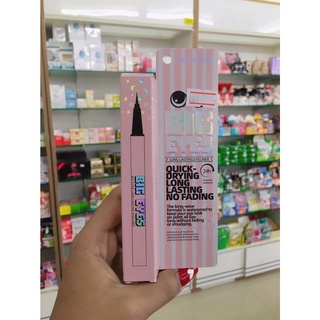 BIG
EYES
LONG LASTING EYELINER
QUICK-
DRYING
LONG
LASTING
NO FADING
24H
The long-wear
formula is waterproof to
keep your eye look
on point all day
long without fading
or smudging.
BIG EYES